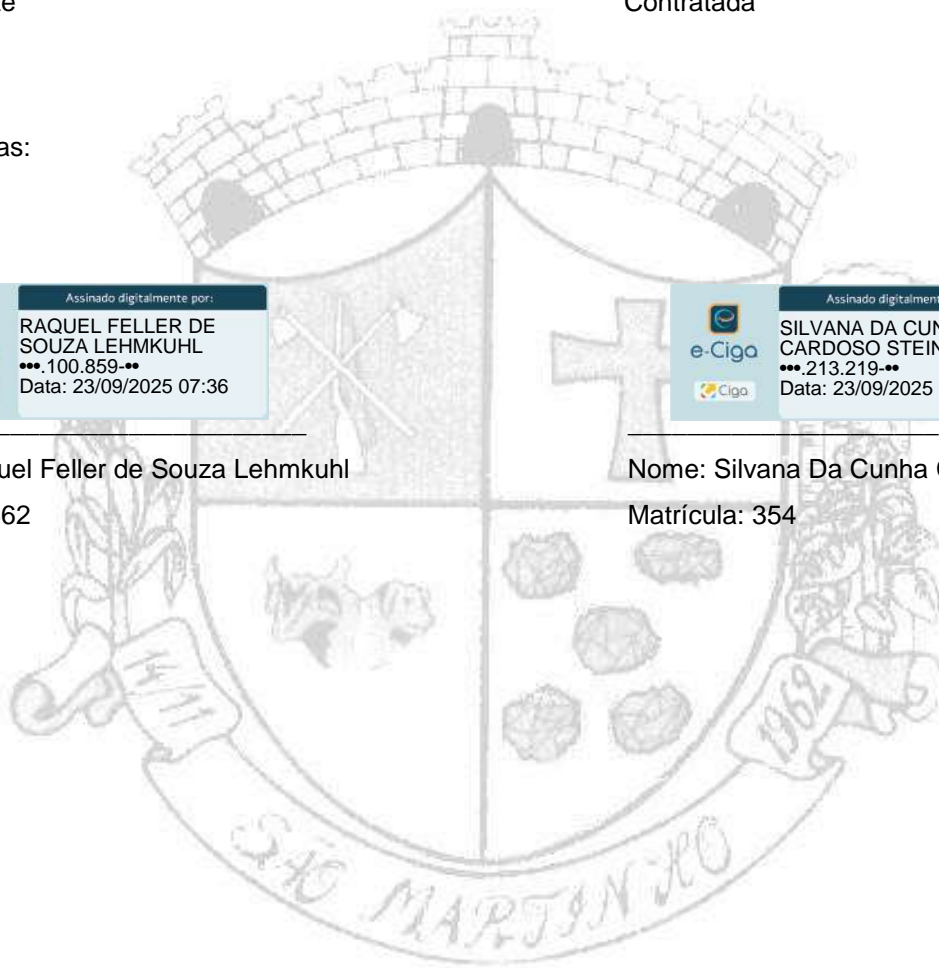 te
Contratada
as:
Assinado digitalmente por:
RAQUEL FELLER DE
SOUZA LEHMKUHL
•••.100.859-••
Data: 23/09/2025 07:36
e-Ciga
Ciga
Assinado digitalment
SILVANA DA CUN
CARDOSO STEIN
•••.213.219-••
Data: 23/09/2025
uel Feller de Souza Lehmkuhl
62
Nome: Silvana Da Cunha C
Matrícula: 354
14/11
1962
SÃO MARTINHO